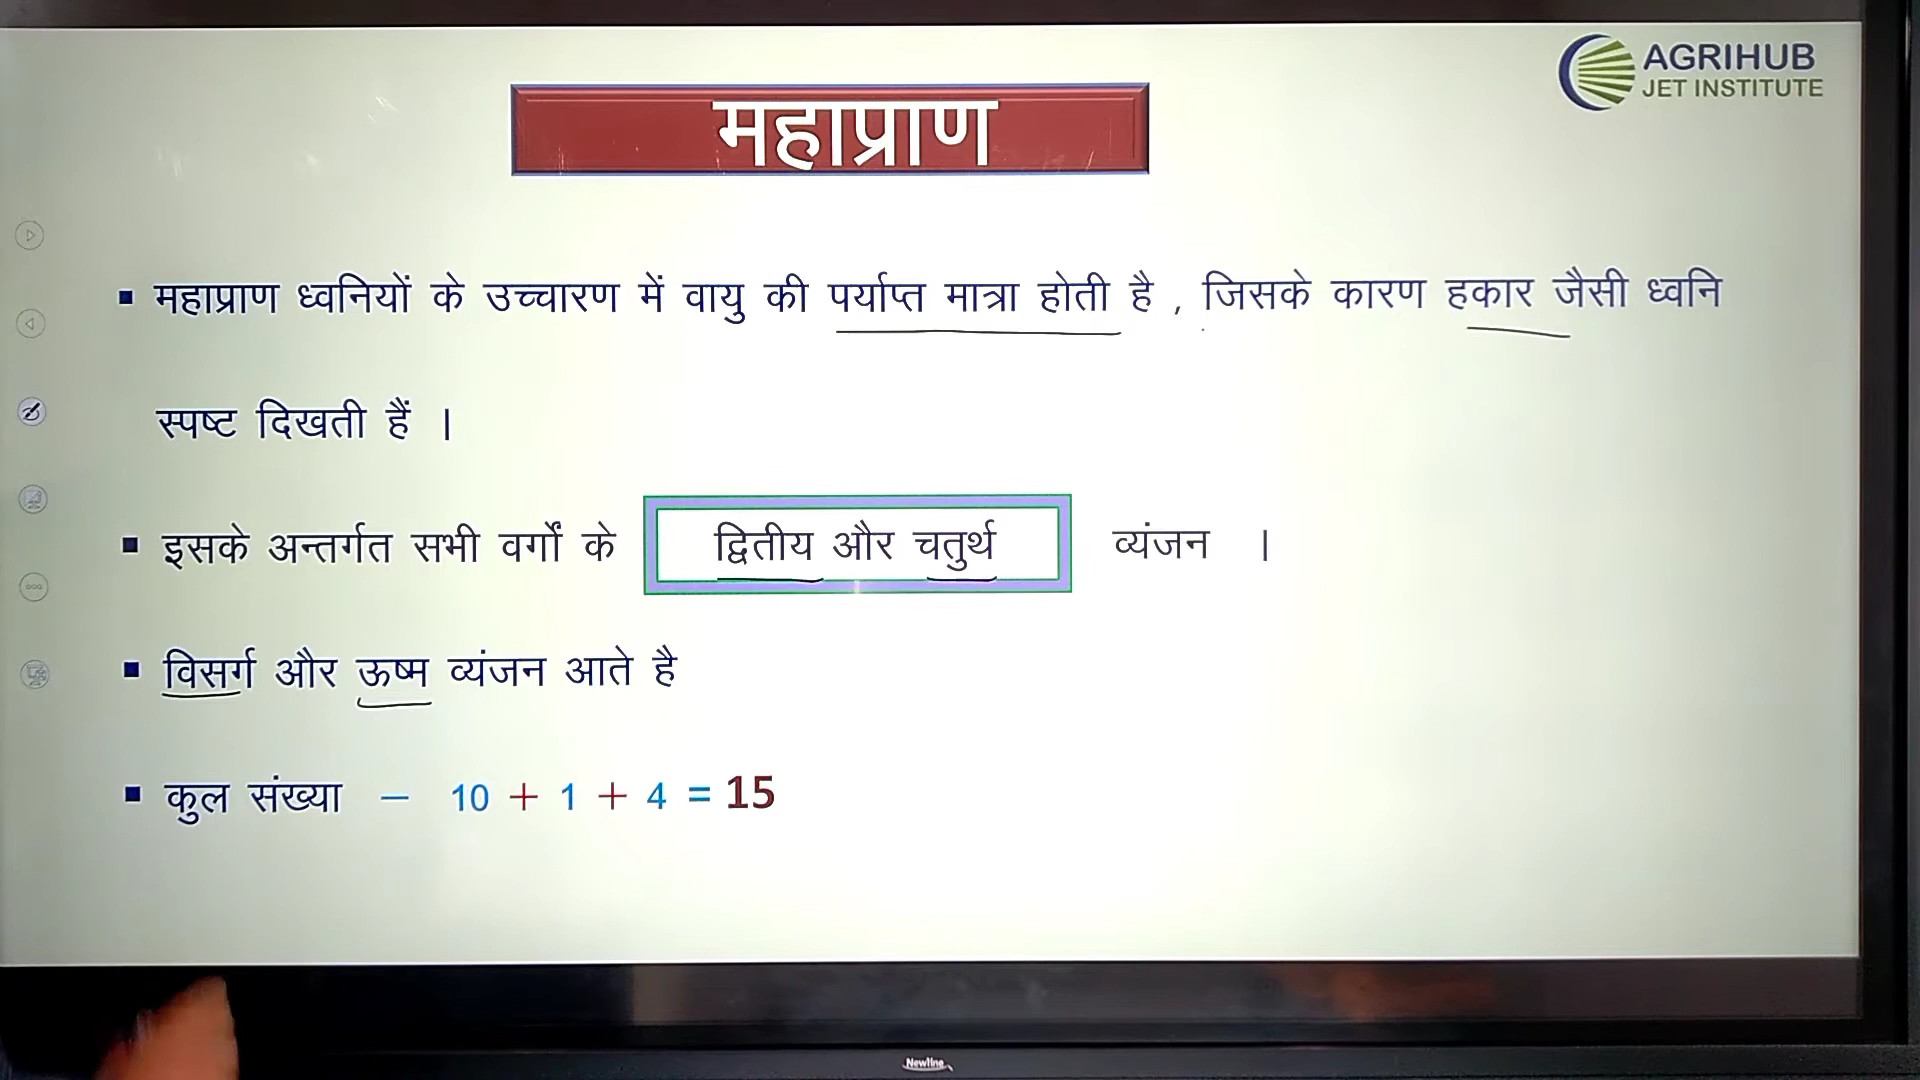 AGRIHUB
JET INSTITUTE
महाप्राण
▪ महाप्राण ध्वनियों के उच्चारण में वायु की पर्याप्त मात्रा होती है , जिसके कारण हकार जैसी ध्वनि
स्पष्ट दिखती हैं ।
▪ इसके अन्तर्गत सभी वर्गों के द्वितीय और चतुर्थ व्यंजन ।
▪ विसर्ग और ऊष्म व्यंजन आते है
▪ कुल संख्या – 10 + 1 + 4 = 15
Newline